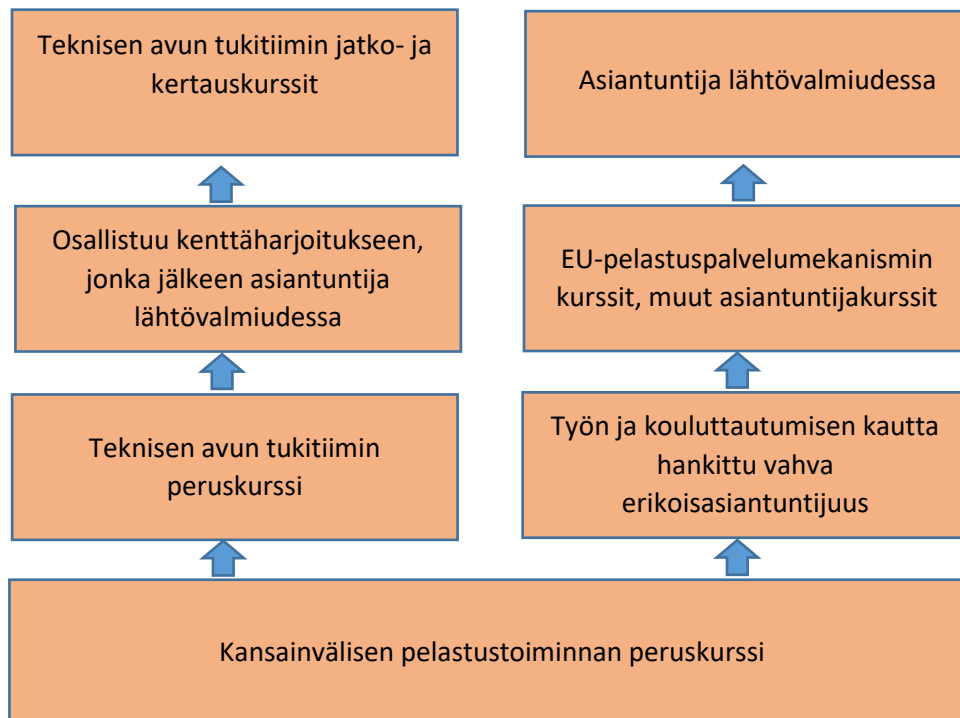 Teknisen avun tukitiimin jatko- ja
kertauskurssit
Asiantuntija lähtövalmiudessa
Osallistuu kenttäharjoitukseen,
jonka jälkeen asiantuntija
lähtövalmiudessa
EU-pelastuspalvelumekanismin
kurssit, muut asiantuntijakurssit
Teknisen avun tukitiimin
peruskurssi
Työn ja kouluttautumisen kautta
hankittu vahva
erikoisasiantuntijuus
Kansainvälisen pelastustoiminnan peruskurssi